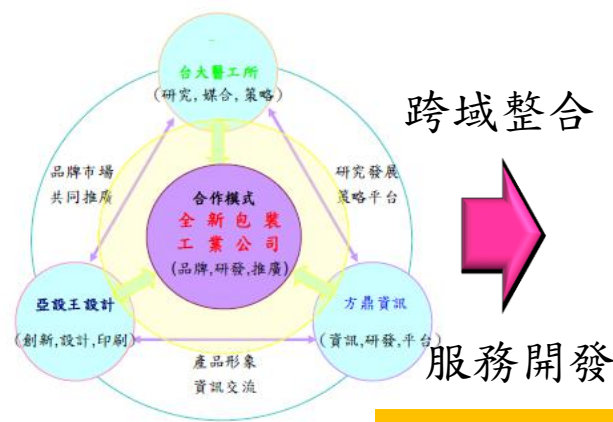 台大醫工所
(研究,媒合,策略)
跨域整合
品牌市場
共同推廣
研究發展
策略平台
合作模式
全新包裝
工業公司
(品牌,研發,推廣)
亞設王設計
(創新,設計,印刷)
方鼎資訊
(資訊,研發,平台)
產品形象
資訊交流
服務開發